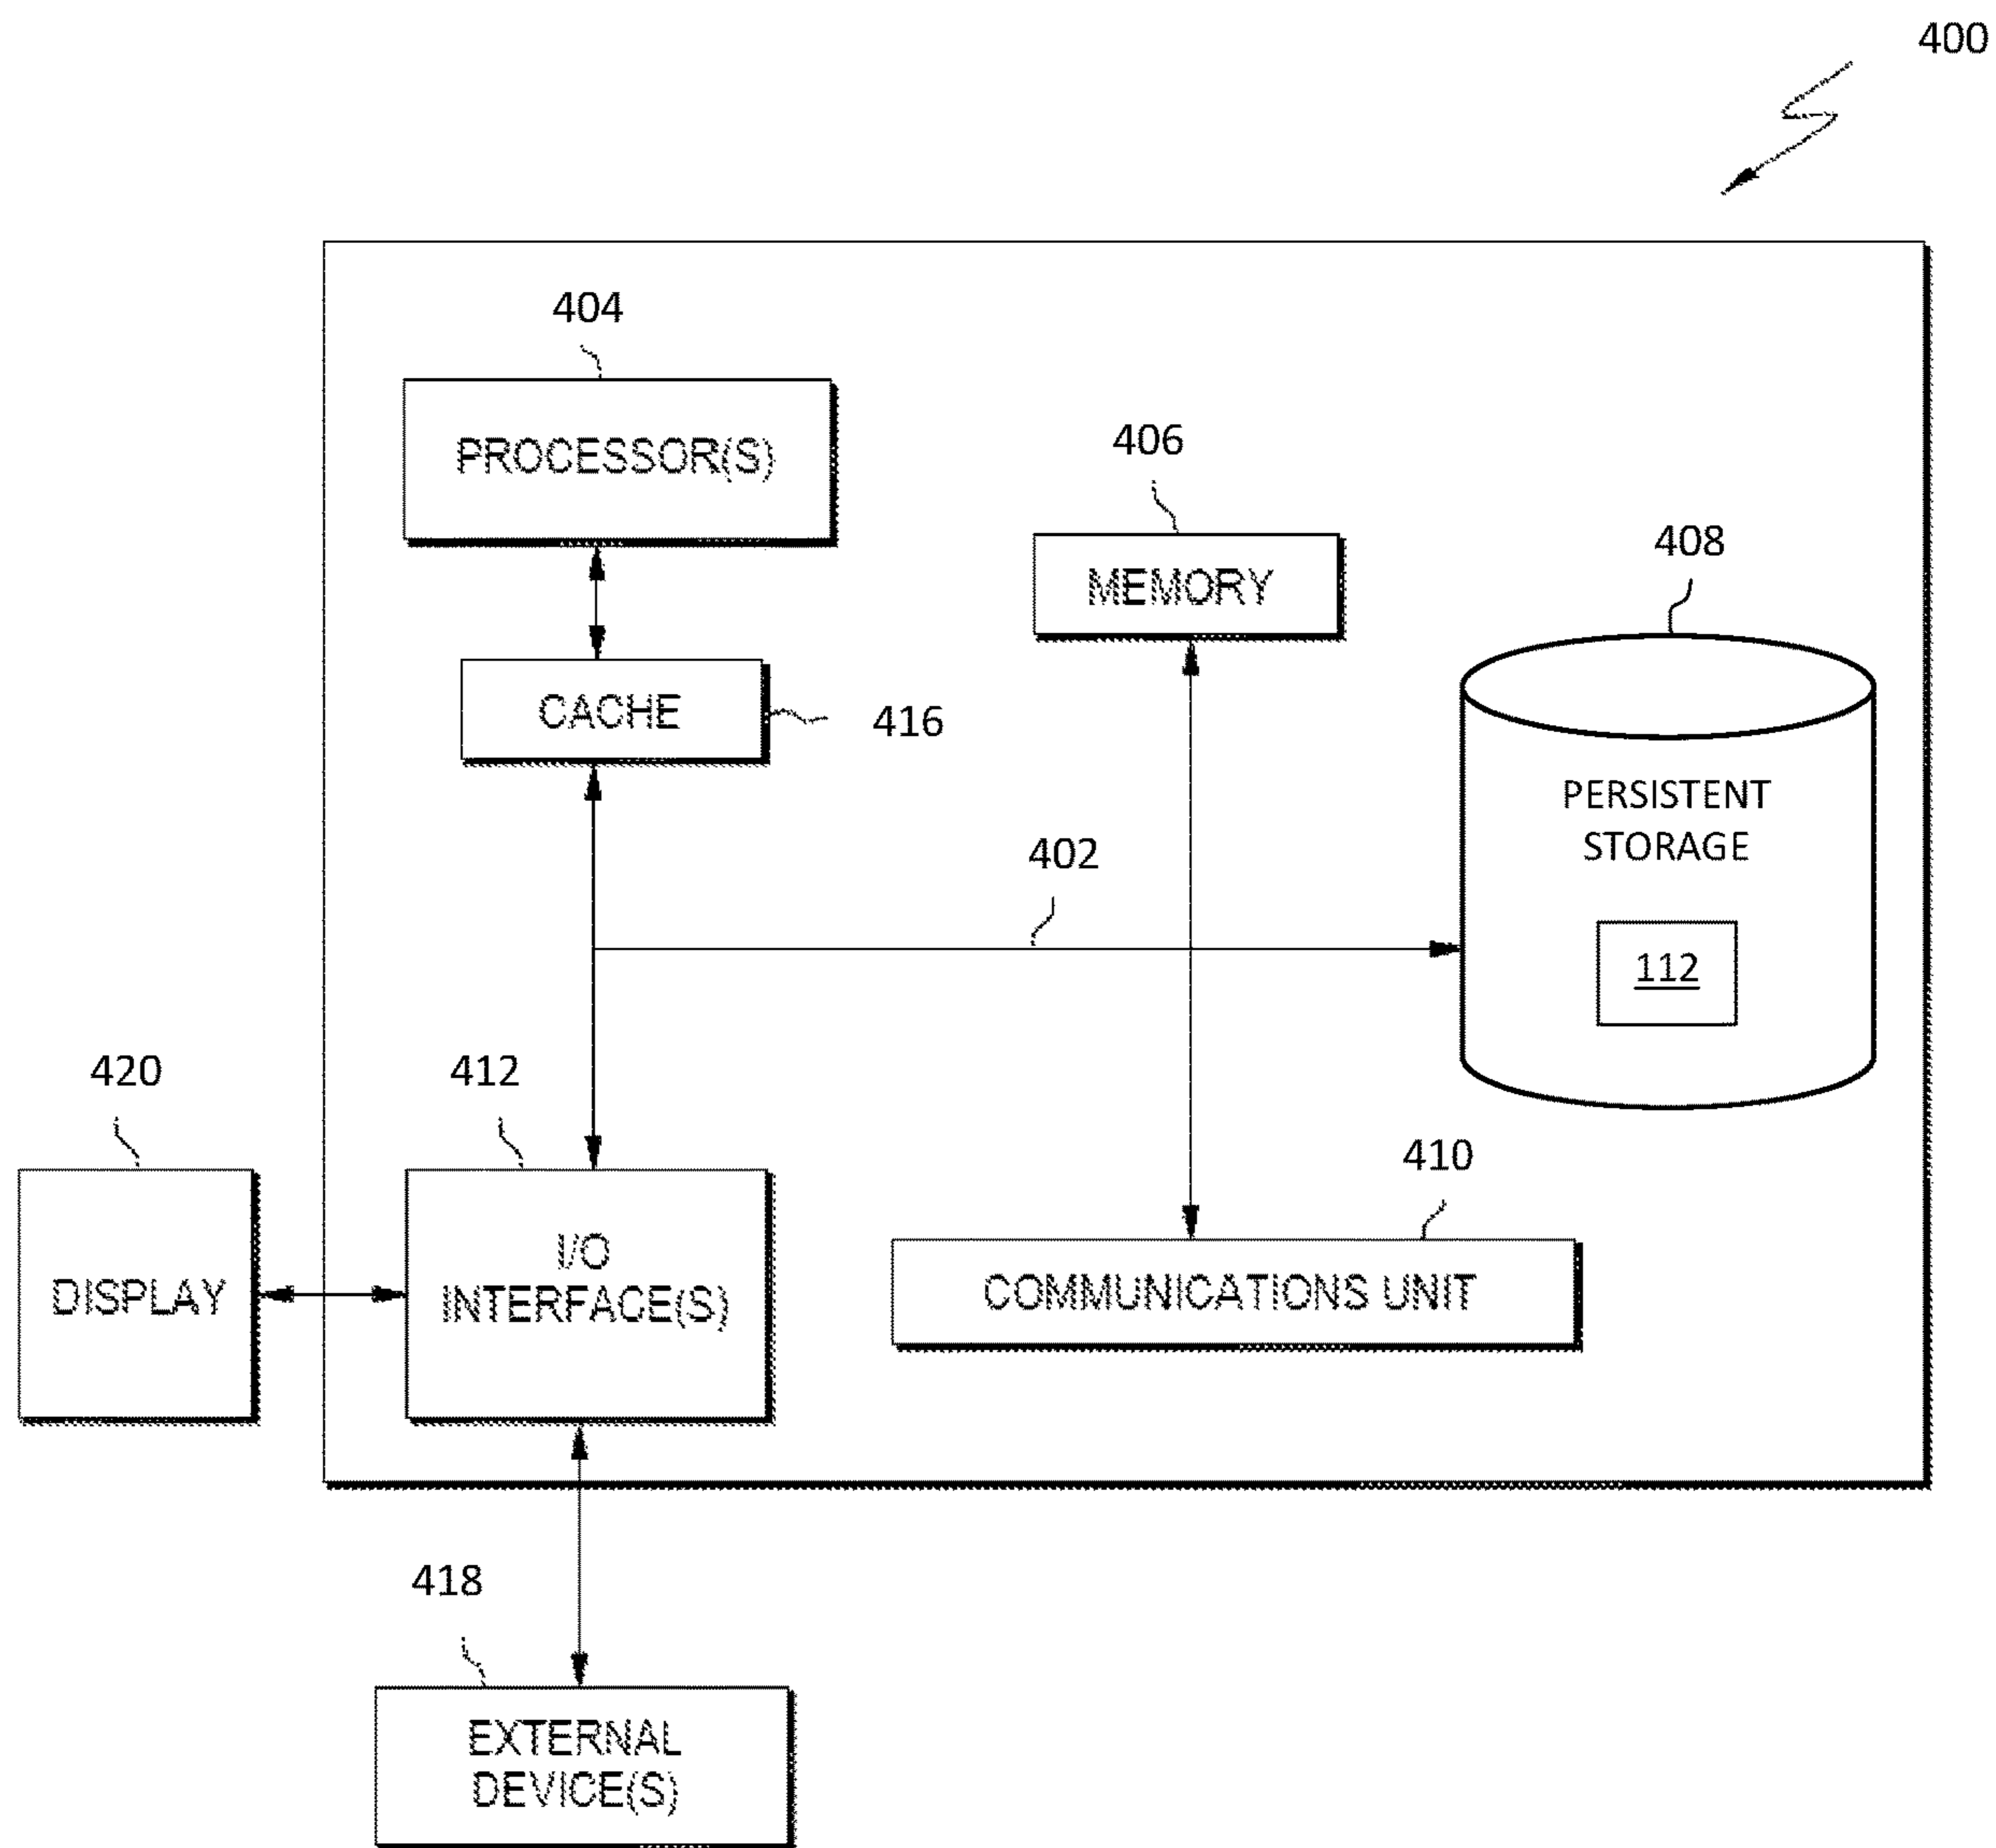 400
404
PROCESSOR(S)
406
MEMORY
408
CACHE
416
PERSISTENT
STORAGE
402
112
420
412
410
DISPLAY
I/O
INTERFACE(S)
COMMUNICATIONS UNIT
418
EXTERNAL
DEVICE(S)